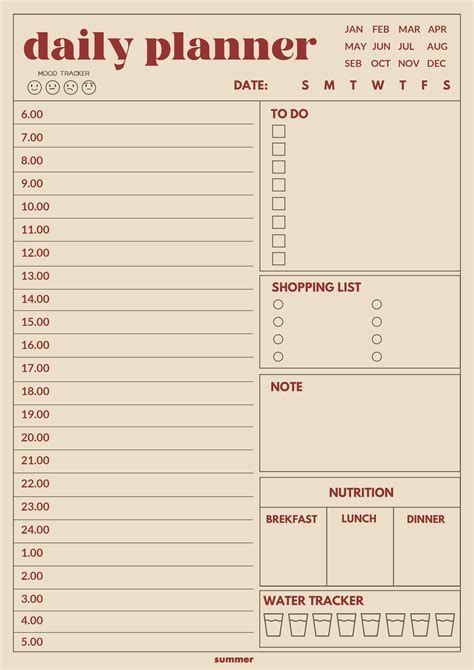 daily planner
JAN FEB MAR APR
MAY JUN JUL AUG
SEB OCT NOV DEC
MOOD TRACKER
DATE: S M T W T F S
6.00
7.00
8.00
9.00
10.00
11.00
12.00
13.00
14.00
15.00
16.00
17.00
18.00
19.00
20.00
21.00
22.00
23.00
24.00
1.00
2.00
3.00
4.00
5.00
TO DO
SHOPPING LIST
NOTE
NUTRITION
BREKFAST LUNCH DINNER
WATER TRACKER
summer